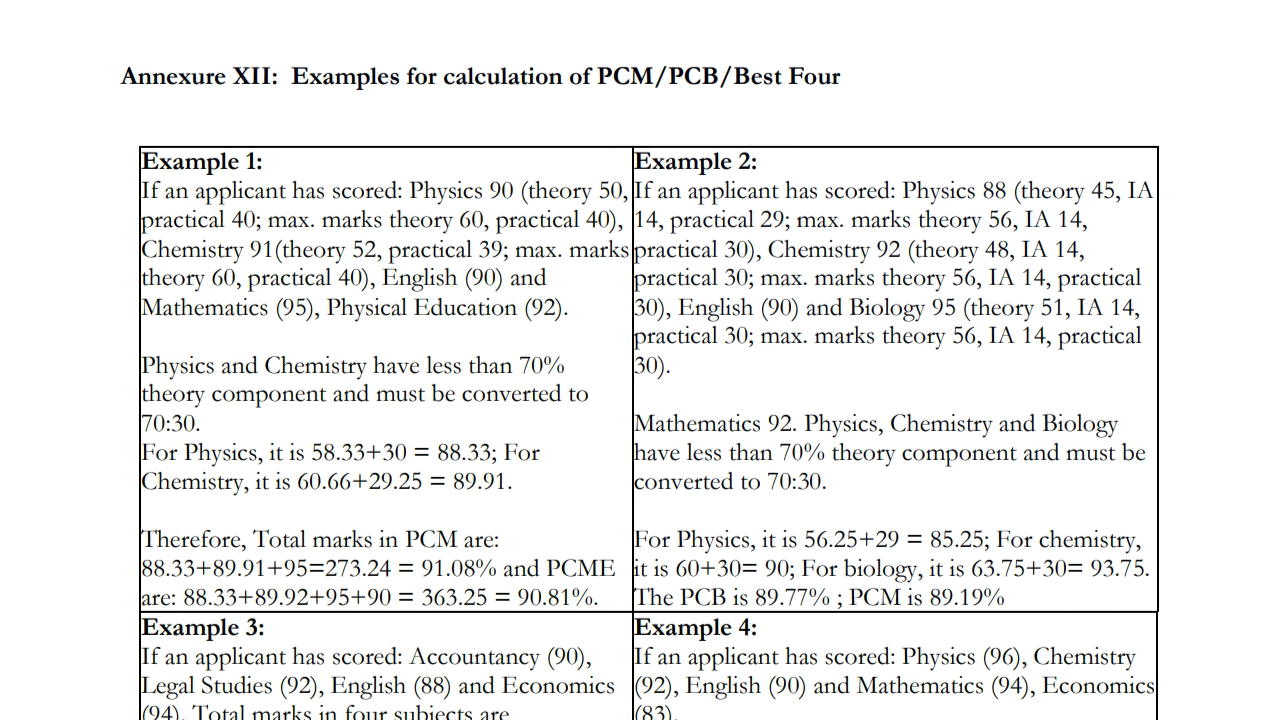 Annexure XII:  Examples for calculation of PCM/PCB/Best Four
Example 1:
If an applicant has scored: Physics 90 (theory 50,
practical 40; max. marks theory 60, practical 40),
Chemistry 91(theory 52, practical 39; max. marks
theory 60, practical 40), English (90) and
Mathematics (95), Physical Education (92).
Physics and Chemistry have less than 70%
theory component and must be converted to
70:30.
For Physics, it is 58.33+30 = 88.33; For
Chemistry, it is 60.66+29.25 = 89.91.
Therefore, Total marks in PCM are:
88.33+89.91+95=273.24 = 91.08% and PCME
are: 88.33+89.92+95+90 = 363.25 = 90.81%.
Example 2:
If an applicant has scored: Physics 88 (theory 45, IA
14, practical 29; max. marks theory 56, IA 14,
practical 30), Chemistry 92 (theory 48, IA 14,
practical 30; max. marks theory 56, IA 14, practical
30), English (90) and Biology 95 (theory 51, IA 14,
practical 30; max. marks theory 56, IA 14, practical
30).
Mathematics 92. Physics, Chemistry and Biology
have less than 70% theory component and must be
converted to 70:30.
For Physics, it is 56.25+29 = 85.25; For chemistry,
it is 60+30= 90; For biology, it is 63.75+30= 93.75.
The PCB is 89.77% ; PCM is 89.19%
Example 3:
If an applicant has scored: Accountancy (90),
Legal Studies (92), English (88) and Economics
(94). Total marks in four subjects are
Example 4:
If an applicant has scored: Physics (96), Chemistry
(92), English (90) and Mathematics (94), Economics
(83).